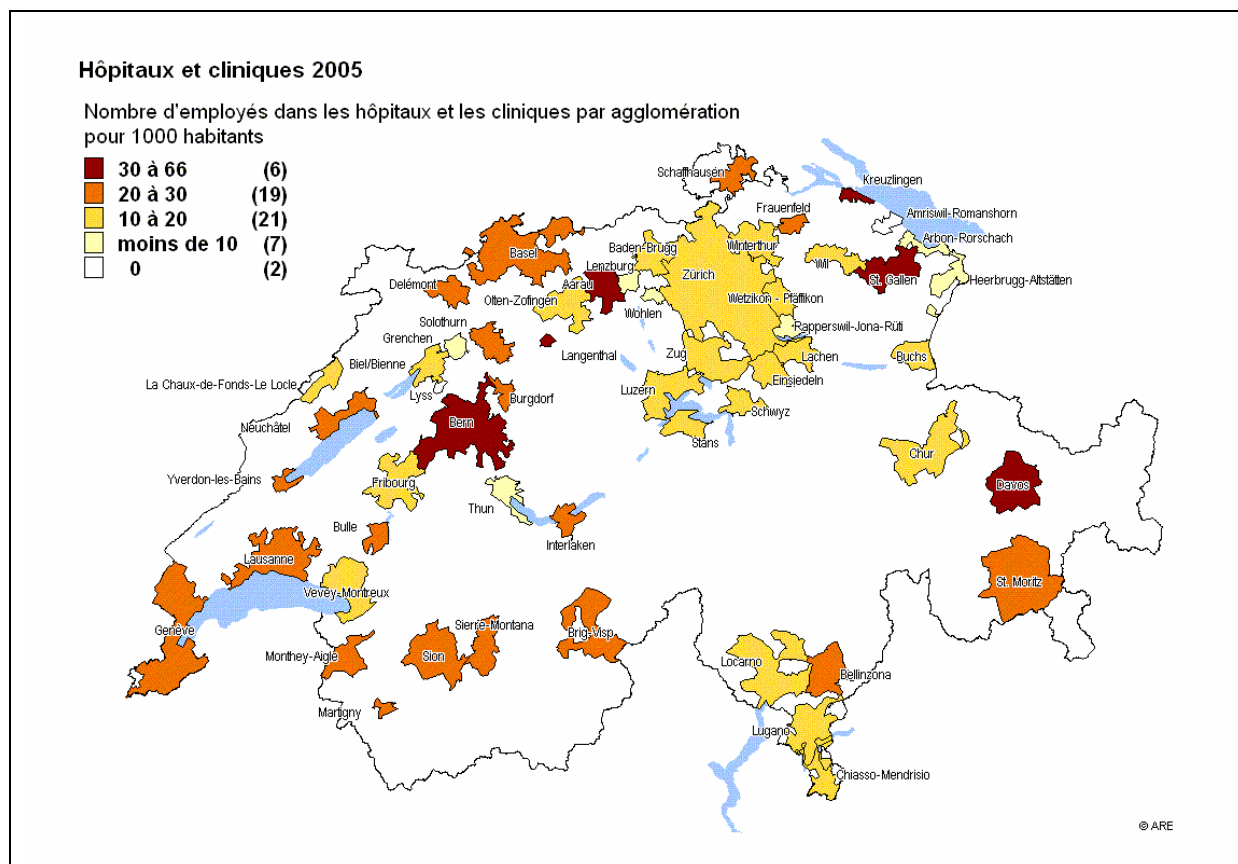 Hôpitaux et cliniques 2005
Nombre d'employés dans les hôpitaux et les cliniques par agglomération
pour 1000 habitants
30 à 66 (6)
20 à 30 (19)
10 à 20 (21)
moins de 10 (7)
0 (2)
Schaffhausen
Kreuzlingen
Frauenfeld
Amriswil-Romanshorn
Arbon-Rorschach
Basel
Baden-Brugg
Winterthur
Wil
St. Gallen
Heerbrugg-Altstätten
Delémont
Lenzburg
Aarau
Zürich
Olten-Zofingen
Wohlen
Wetzikon - Pfäffikon
Solothurn
Grenchen
Rapperswil-Jona-Rüti
Langenthal
Zug
Lachen
Buchs
Biel/Bienne
Einsiedeln
La Chaux-de-Fonds-Le Locle
Lyss
Burgdorf
Luzern
Schwyz
Neuchâtel
Bern
Stans
Chur
Yverdon-les-Bains
Fribourg
Davos
Thun
Bulle
Interlaken
Lausanne
St. Moritz
Vevey-Montreux
Genève
Sierre-Montana
Brig-Visp
Monthey-Aigle
Sion
Locarno
Bellinzona
Martigny
Lugano
Chiasso-Mendrisio
© ARE